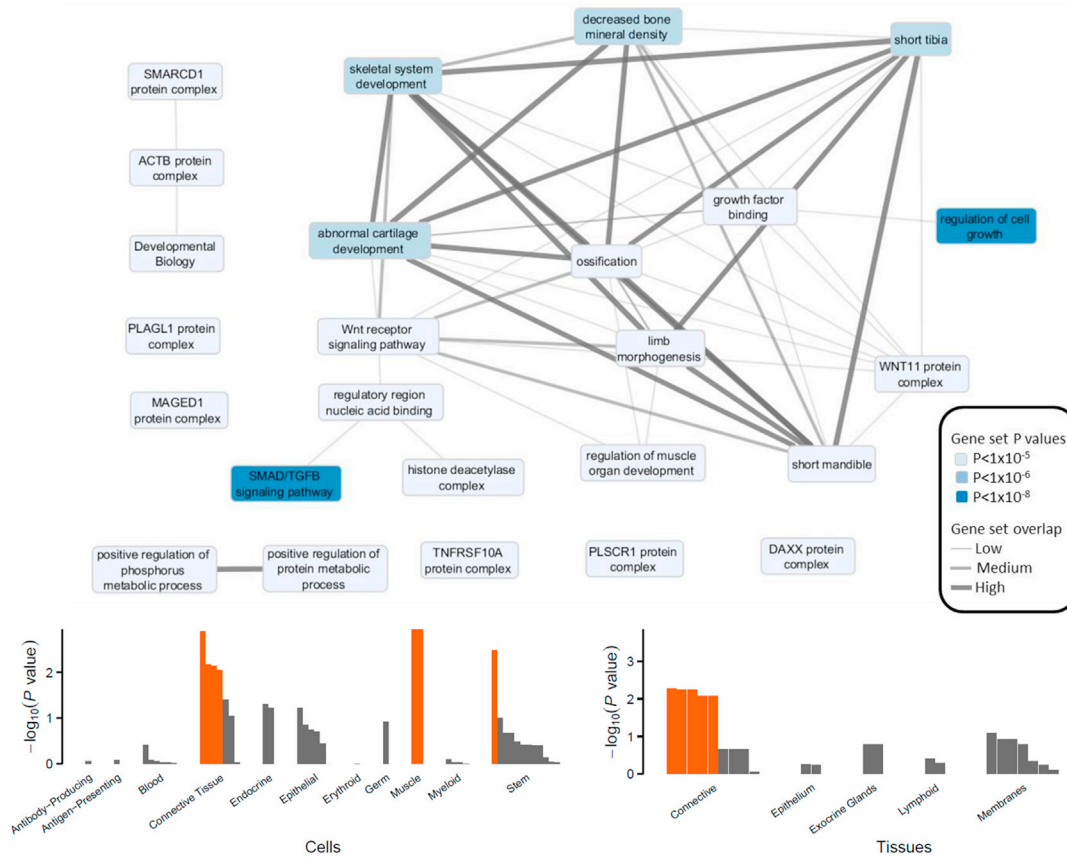 decreased bone
mineral density
short tibia
SMARCD1
protein complex
skeletal system
development
ACTB protein
complex
growth factor
binding
regulation of cell
growth
Developmental
Biology
abnormal cartilage
development
ossification
PLAGL1 protein
complex
Wnt receptor
signaling pathway
limb
morphogenesis
WNT11 protein
complex
MAGED1
protein complex
regulatory region
nucleic acid binding
SMAD/TGFB
signaling pathway
histone deacetylase
complex
regulation of muscle
organ development
short mandible
positive regulation of
phosphorus
metabolic process
positive regulation of
protein metabolic
process
TNFRSF10A
protein complex
PLSCR1 protein
complex
DAXX protein
complex
Gene set P values
P<1x10-5
P<1x10-6
P<1x10-8
Gene set overlap
Low
Medium
High
−log10(P value)
2
1
0
Antibody−Producing
Antigen−Presenting
Blood
Connective Tissue
Endocrine
Epithelial
Erythroid
Germ
Muscle
Myeloid
Stem
Cells
−log10(P value)
3
2
1
0
Connective
Epithelium
Exocrine Glands
Lymphoid
Membranes
Tissues